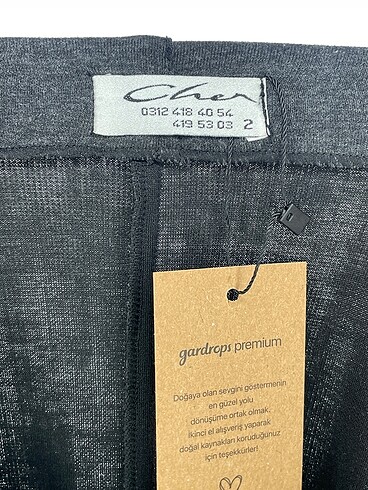 Cher
0312 418 40 54
419 53 03 2
gardrops premium
Doğaya olan sevgini göstermenin
en güzel yolu
dönüşüme ortak olmak.
İkinci el alışveriş yaparak
doğal kaynakları koruduğunuz
için teşekkürler!